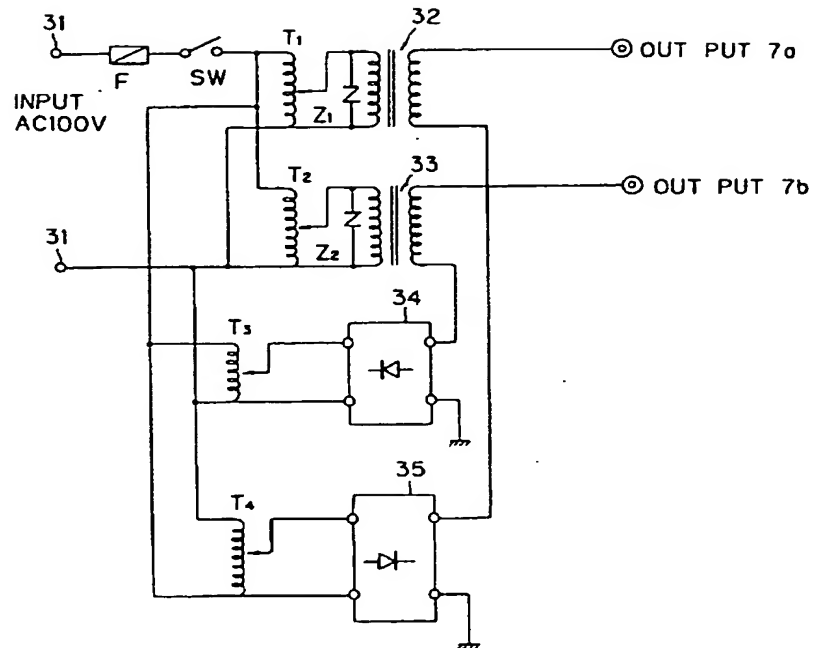 31
F
SW
T1
Z1
32
OUT PUT 7a
INPUT
AC100V
T2
Z2
33
OUT PUT 7b
31
T3
34
T4
35